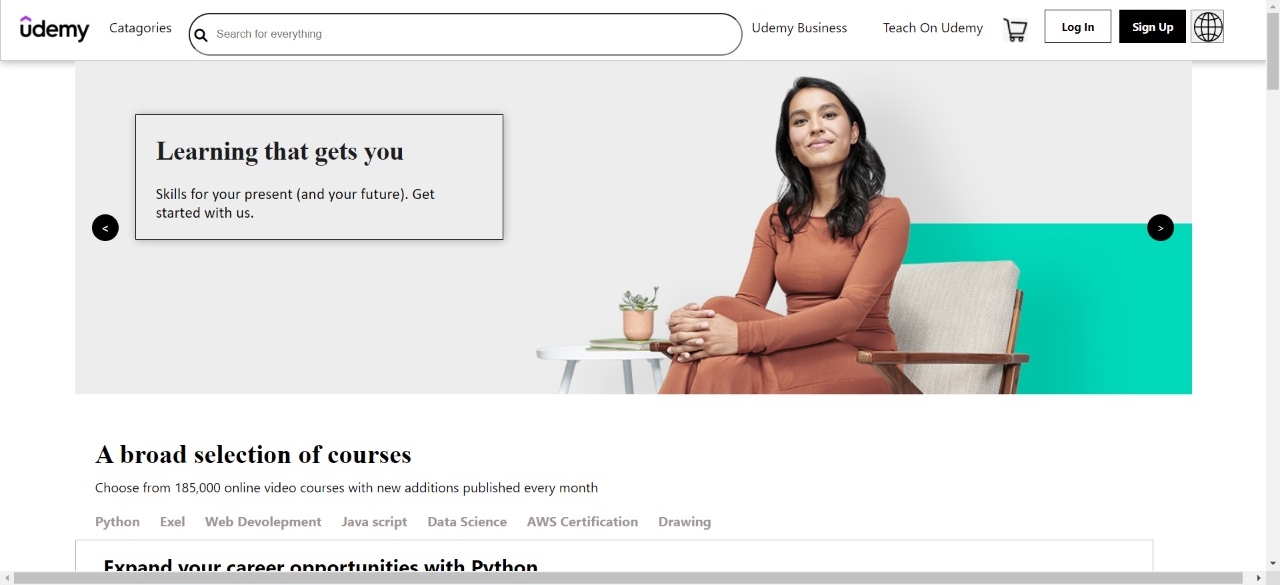 udemy Catagories Search for everything Udemy Business Teach On Udemy Log In Sign Up
Learning that gets you
Skills for your present (and your future). Get
started with us.
< >
A broad selection of courses
Choose from 185,000 online video courses with new additions published every month
Python Exel Web Devolepment Java script Data Science AWS Certification Drawing
Expand your career opportunities with Python